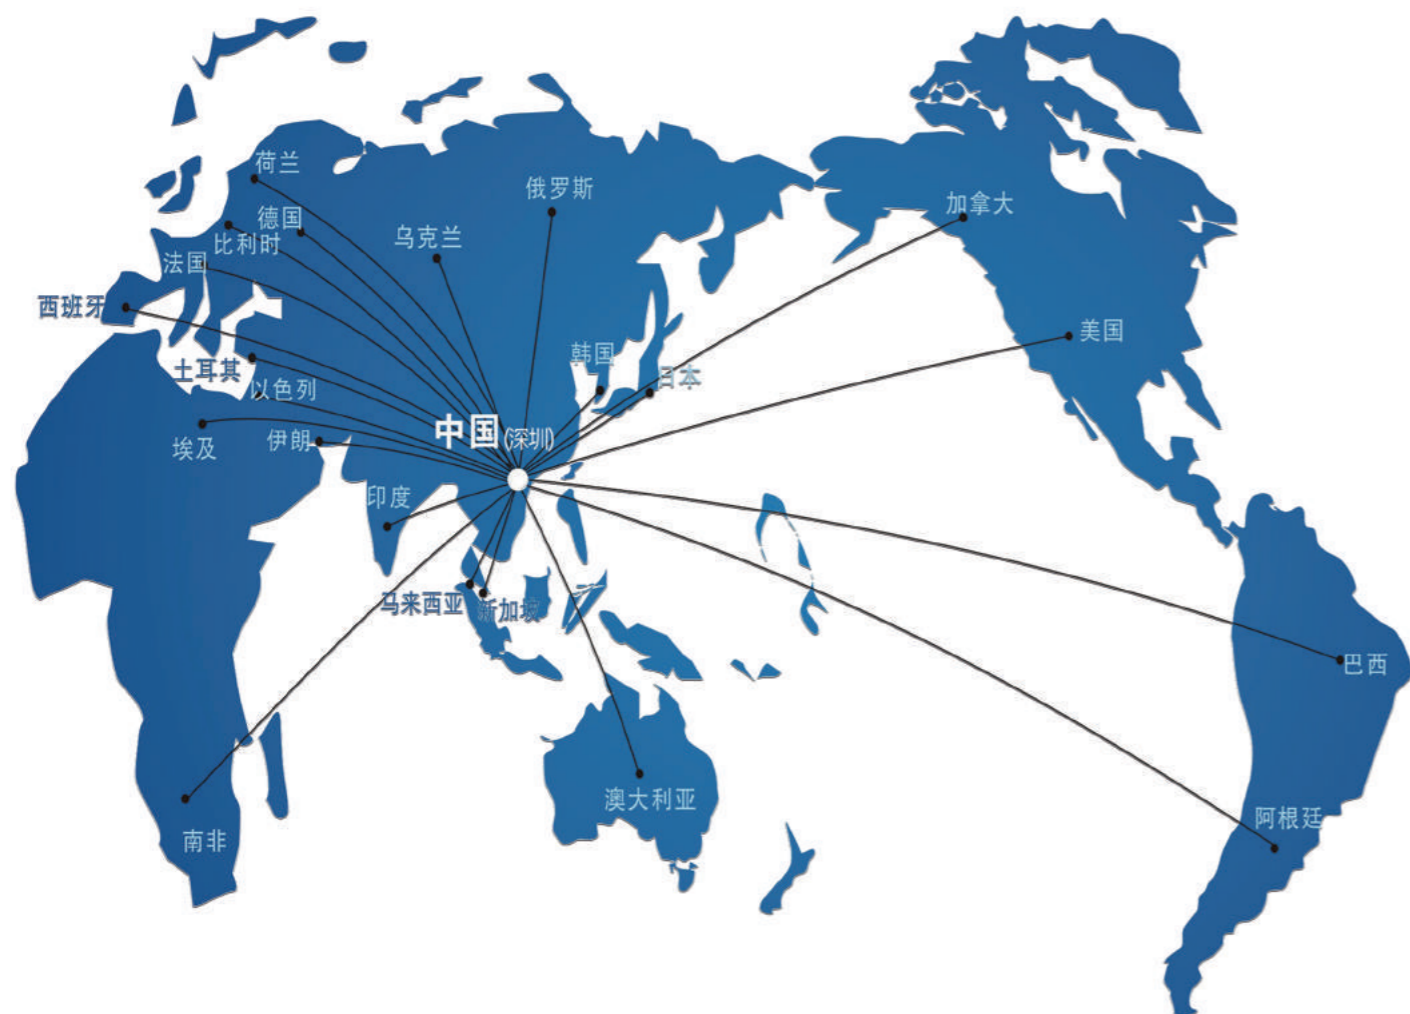 荷兰
俄罗斯
加拿大
德国
乌克兰
比利时
法国
西班牙
美国
韩国
土耳其
日本
以色列
中国(深圳)
埃及
伊朗
印度
马来西亚
新加坡
巴西
澳大利亚
阿根廷
南非